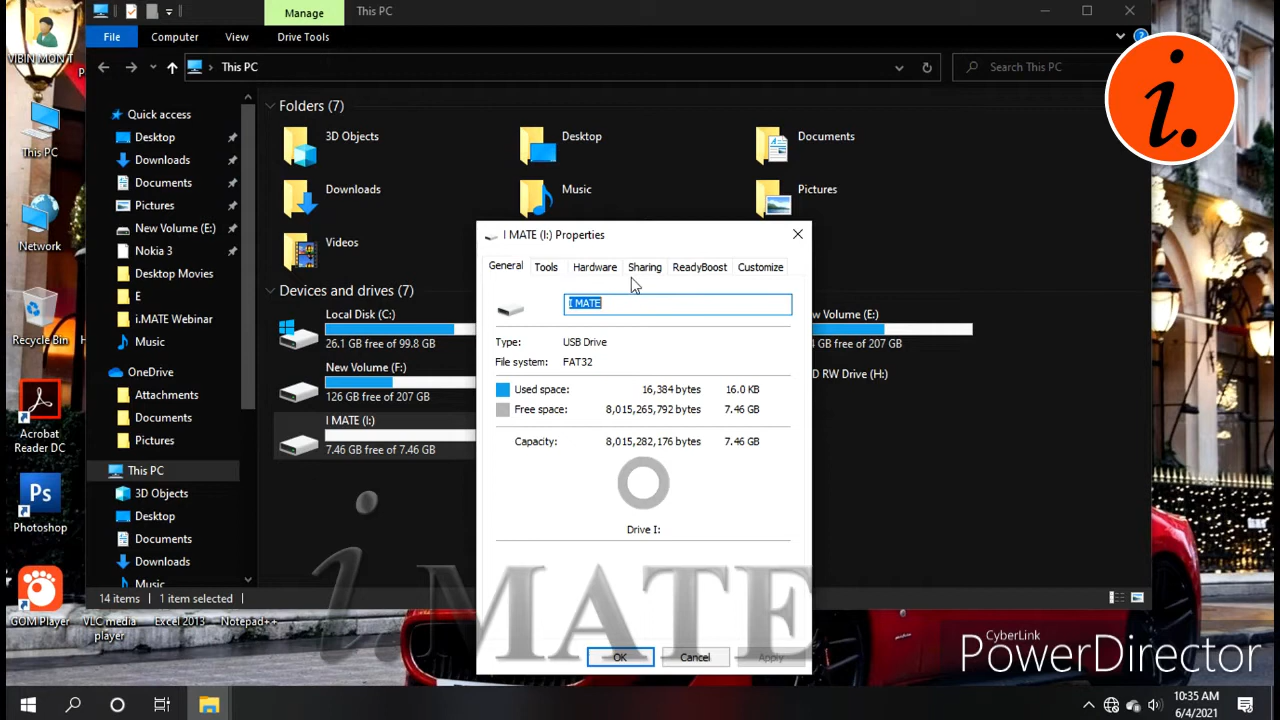 Manage
This PC
File
Computer
View
Drive Tools
This PC
Search This PC
i.
VIBIN MON T
This PC
Network
Recycle Bin
Acrobat
Reader DC
Photoshop
GOM Player
VLC media
player
Excel 2013
Notepad++
Quick access
Desktop
Downloads
Documents
Pictures
New Volume (E:)
Nokia 3
Desktop Movies
E
i.MATE Webinar
Music
OneDrive
Attachments
Documents
Pictures
This PC
3D Objects
Desktop
Documents
Downloads
Music
Folders (7)
3D Objects
Desktop
Documents
Downloads
Music
Pictures
Videos
Devices and drives (7)
Local Disk (C:)
26.1 GB free of 99.8 GB
ew Volume (E:)
GB free of 207 GB
New Volume (F:)
126 GB free of 207 GB
D RW Drive (H:)
I MATE (I:)
7.46 GB free of 7.46 GB
I MATE (I:) Properties
General
Tools
Hardware
Sharing
ReadyBoost
Customize
I MATE
Type: USB Drive
File system: FAT32
Used space: 16,384 bytes 16.0 KB
Free space: 8,015,265,792 bytes 7.46 GB
Capacity: 8,015,282,176 bytes 7.46 GB
Drive I:
OK
Cancel
Apply
i MATE
14 items
1 item selected
CyberLink
PowerDirector
10:35 AM
6/4/2021